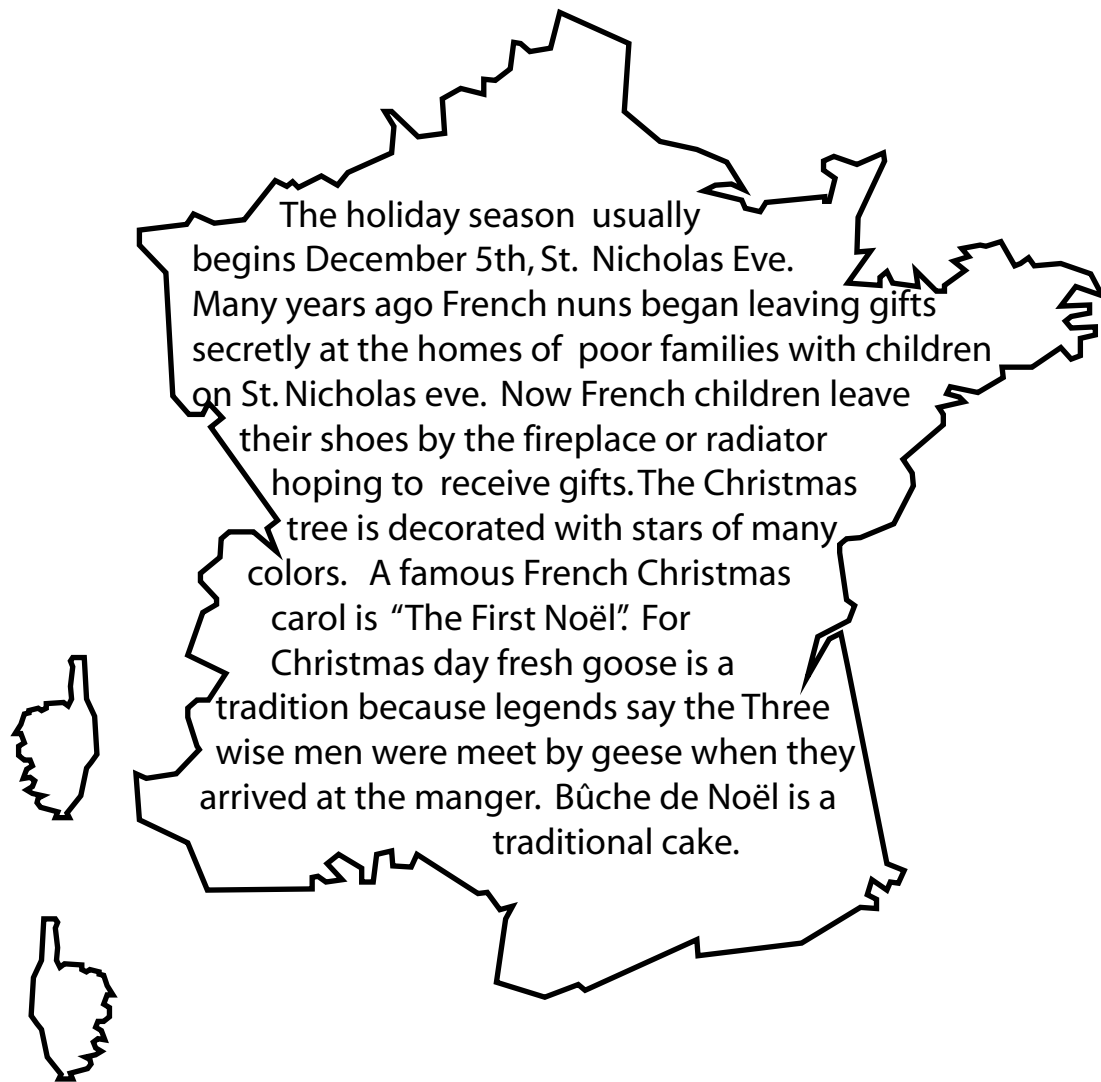 The holiday season usually
begins December 5th, St. Nicholas Eve.
Many years ago French nuns began leaving gifts
secretly at the homes of poor families with children
on St. Nicholas eve. Now French children leave
their shoes by the fireplace or radiator
hoping to receive gifts. The Christmas
tree is decorated with stars of many
colors. A famous French Christmas
carol is “The First Noël”. For
Christmas day fresh goose is a
tradition because legends say the Three
wise men were meet by geese when they
arrived at the manger. Bûche de Noël is a
traditional cake.